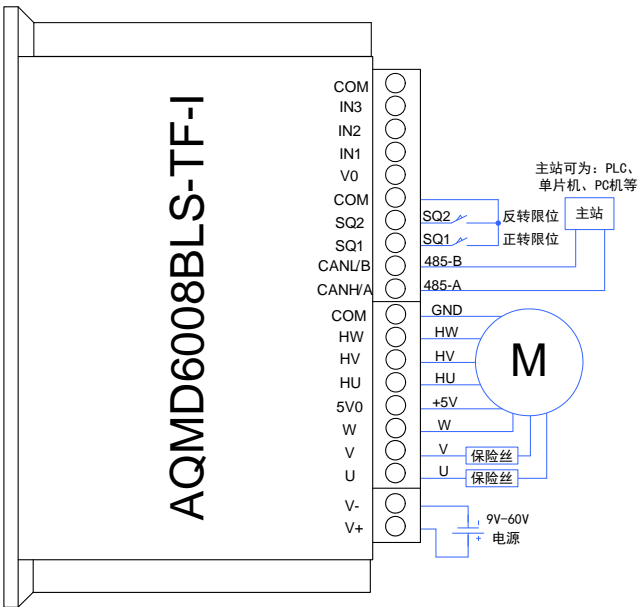 AQMD6008BLS-TF-I
COM
IN3
IN2
IN1
V0
COM
SQ2
SQ1
CANL/B
CANH/A
COM
HW
HV
HU
5V0
W
V
U
V-
V+
SQ2
反转限位
SQ1
正转限位
485-B
485-A
GND
HW
HV
HU
+5V
W
V
保险丝
U
保险丝
M
主站可为：PLC、
单片机、PC机等
主站
-
9V-60V
+
电源